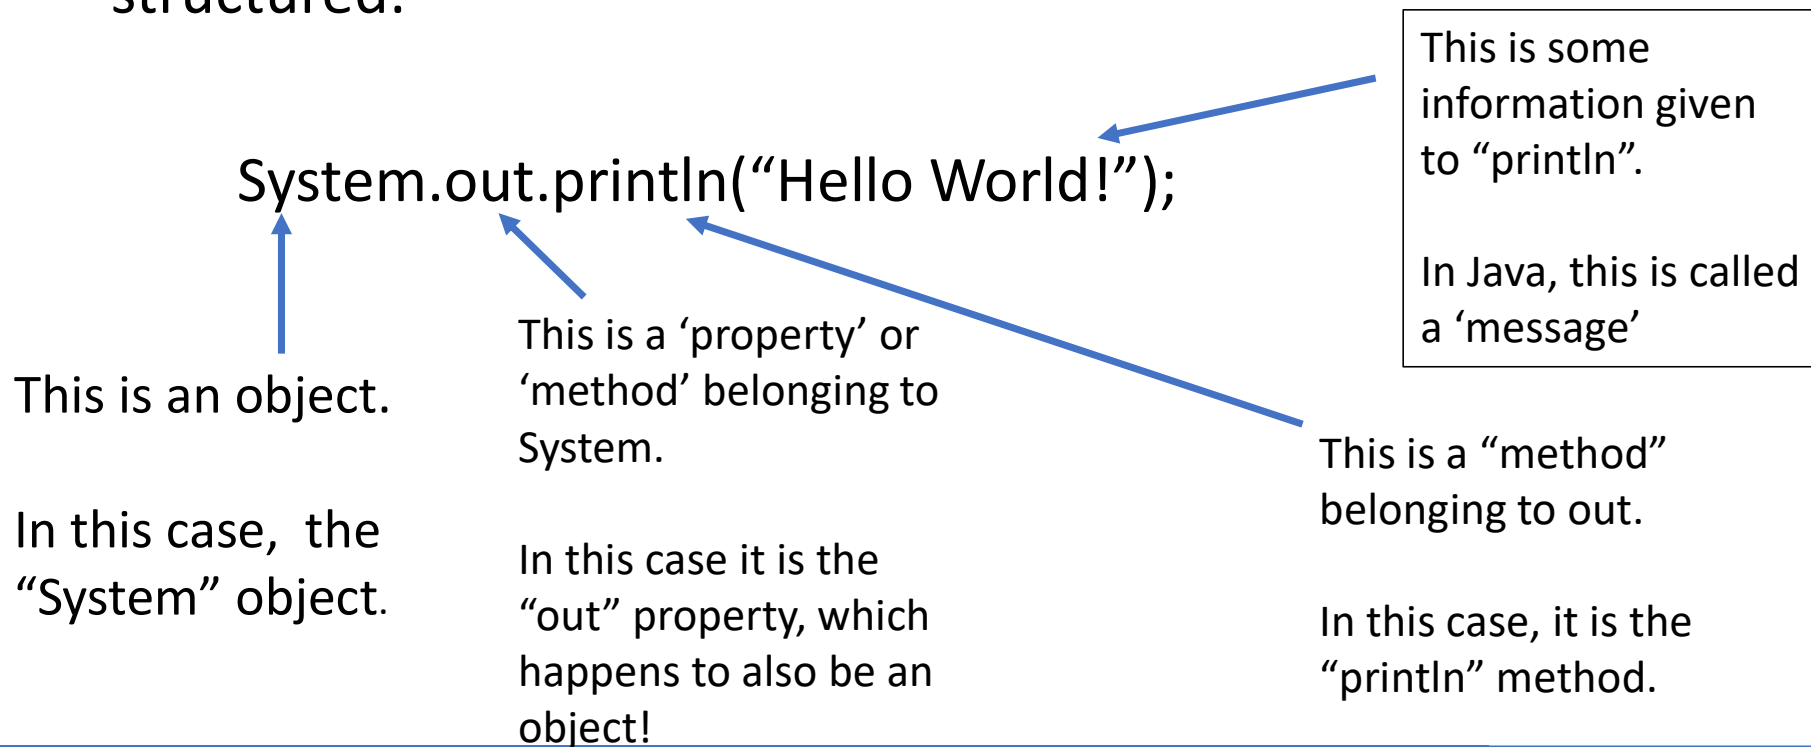 structured.
System.out.println(“Hello World!”);
This is an object.
In this case,  the
“System” object.
This is a ‘property’ or
‘method’ belonging to
System.
In this case it is the
“out” property, which
happens to also be an
object!
This is some
information given
to “println”.
In Java, this is called
a ‘message’
This is a “method”
belonging to out.
In this case, it is the
“println” method.